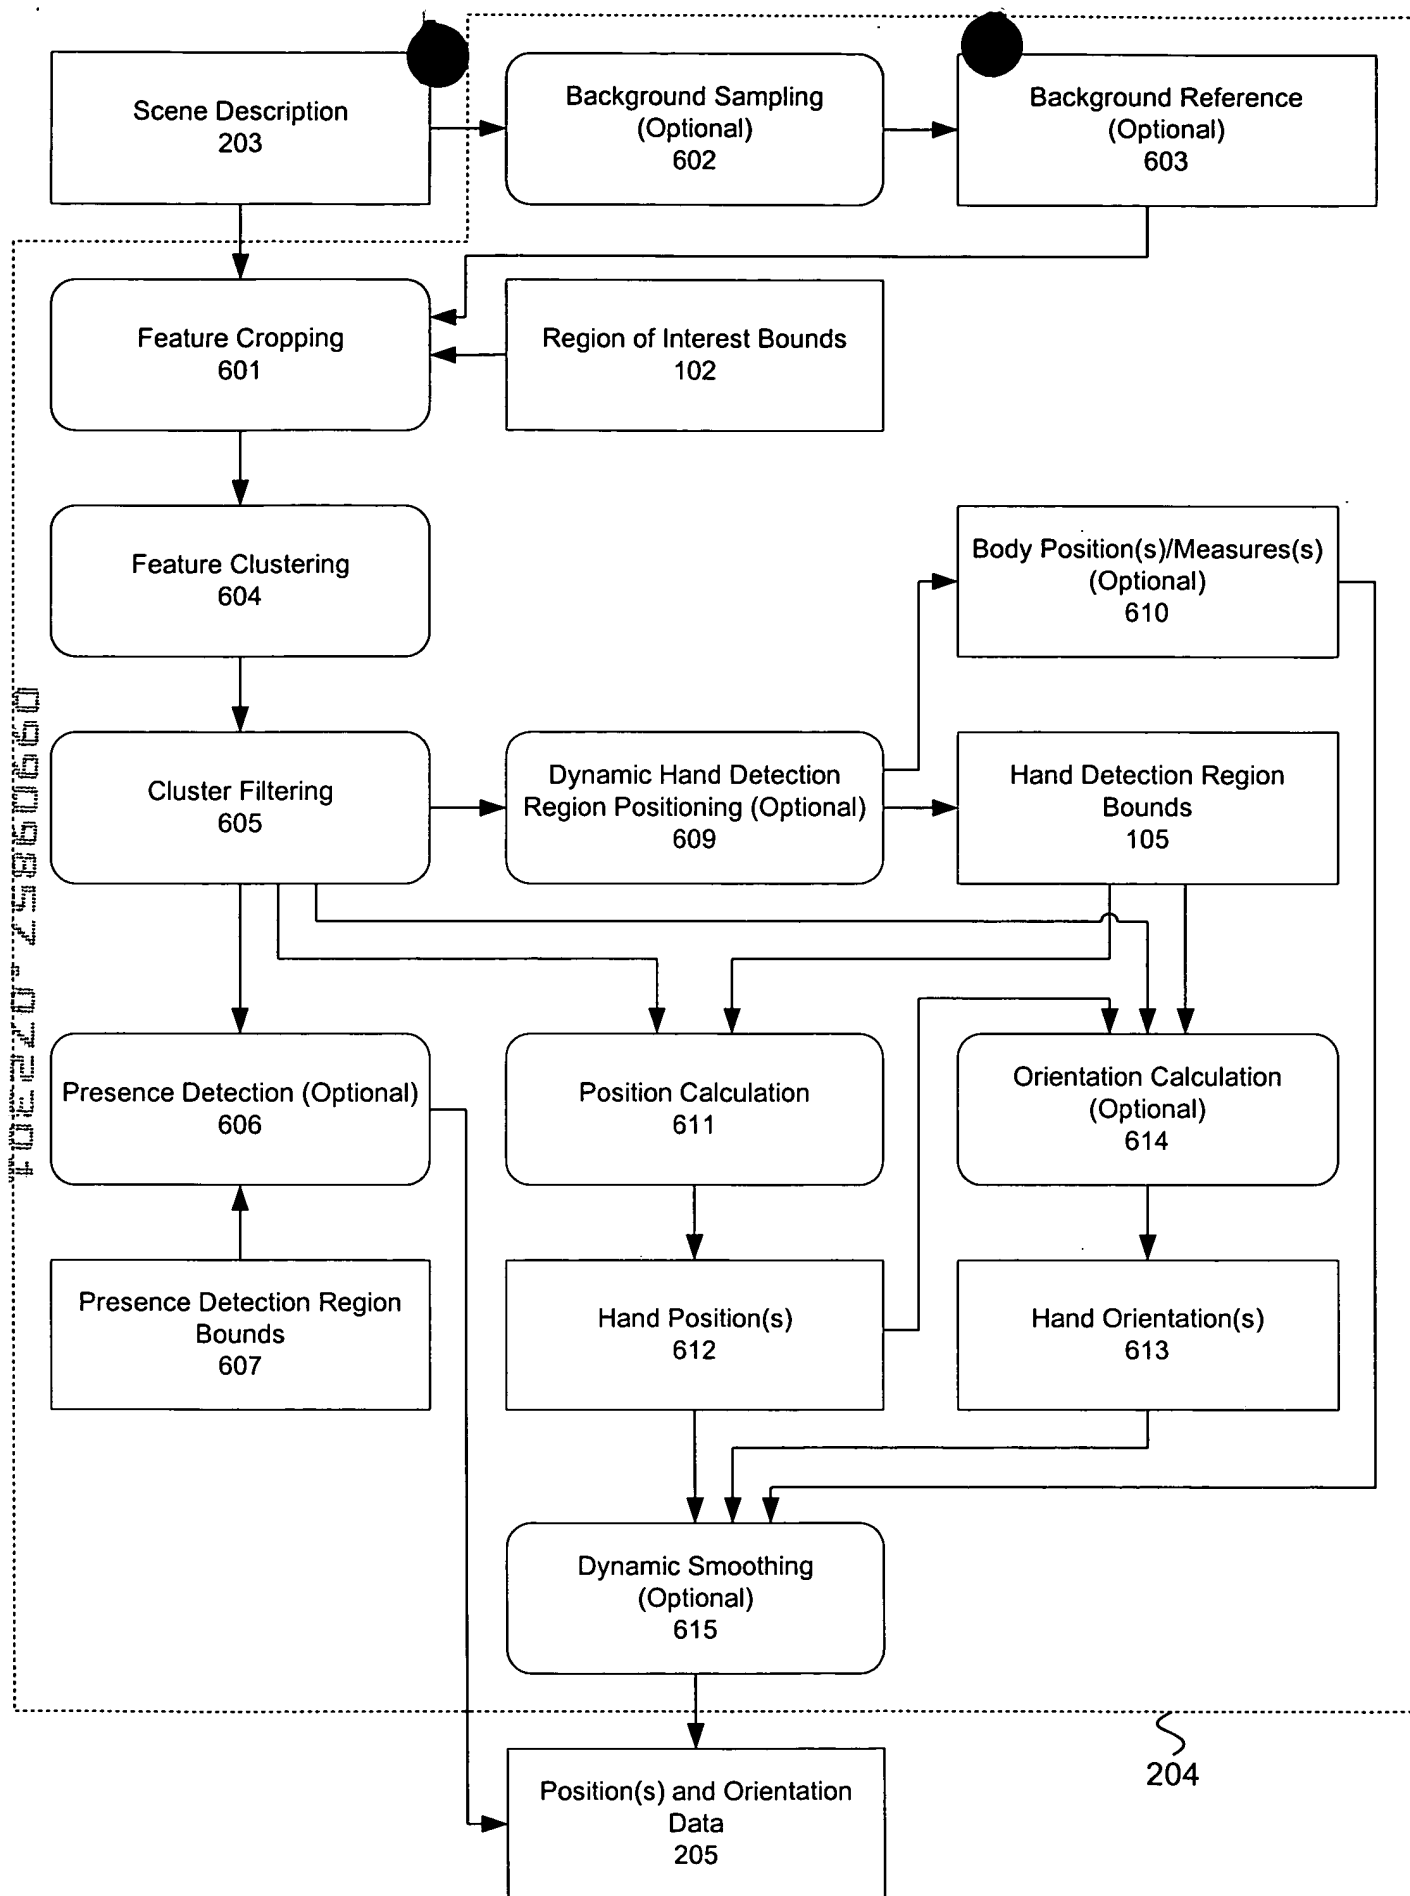 Scene Description
203
Background Sampling
(Optional)
602
Background Reference
(Optional)
603
Feature Cropping
601
Region of Interest Bounds
102
Feature Clustering
604
Body Position(s)/Measures(s)
(Optional)
610
Cluster Filtering
605
Dynamic Hand Detection
Region Positioning (Optional)
609
Hand Detection Region
Bounds
105
Presence Detection (Optional)
606
Position Calculation
611
Orientation Calculation
(Optional)
614
Presence Detection Region
Bounds
607
Hand Position(s)
612
Hand Orientation(s)
613
Dynamic Smoothing
(Optional)
615
204
Position(s) and Orientation
Data
205